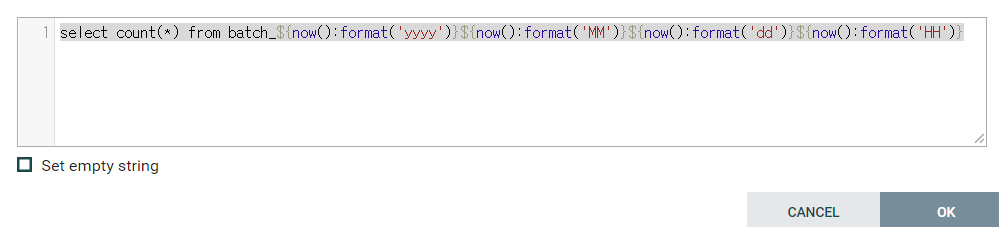 1 select count(*) from batch_${now():format('yyyy')}${now():format('MM')}${now():format('dd')}${now():format('HH')}
Set empty string
CANCEL OK